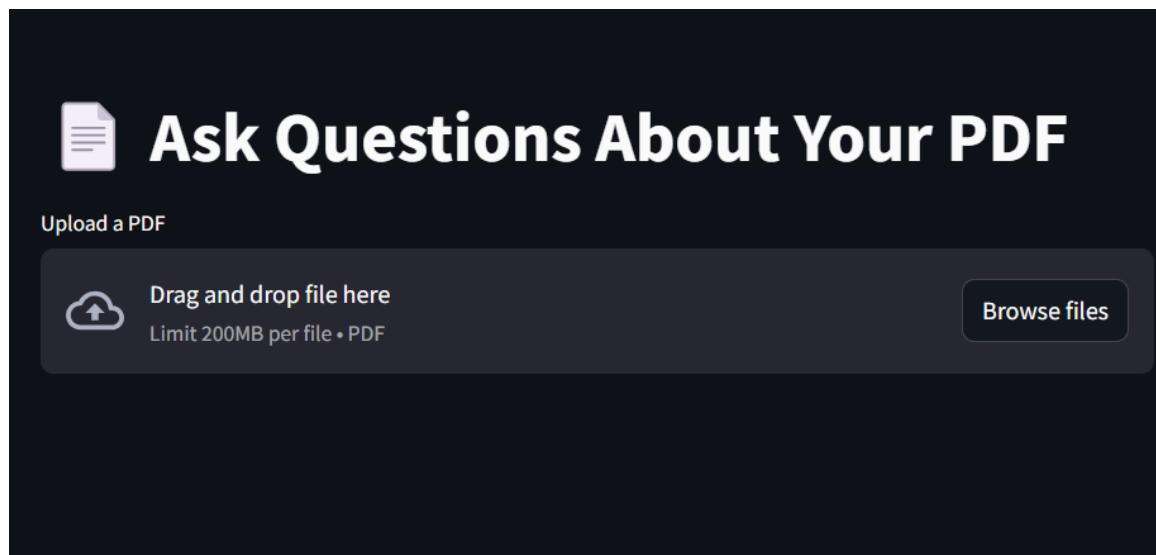 Ask Questions About Your PDF
Upload a PDF
Drag and drop file here
Limit 200MB per file • PDF
Browse files